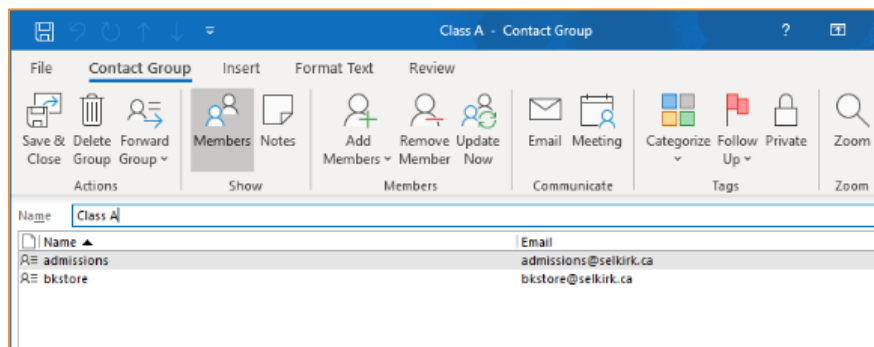 Class A - Contact Group
?
File Contact Group Insert Format Text Review
Save & Delete Forward Members Notes Add Remove Update Email Meeting Categorize Follow Private Zoom
Close Group Group Members Member Now Up
Actions Show Members Communicate Tags Zoom
Name Class A
Name Email
admissions admissions@selkirk.ca
bkstore bkstore@selkirk.ca